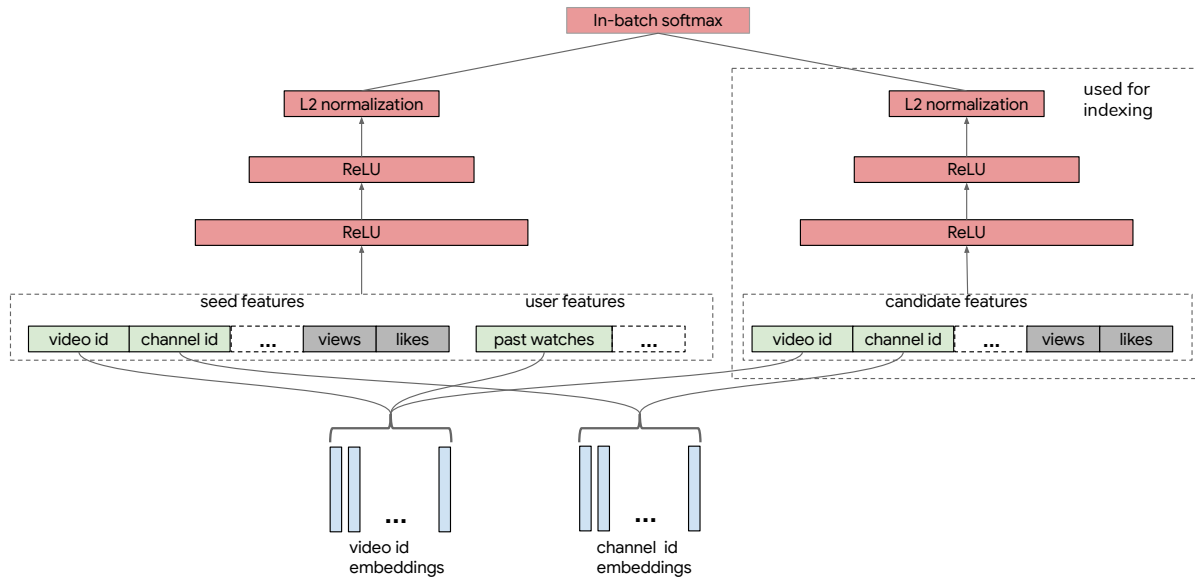 In-batch softmax
L2 normalization
L2 normalization
used for
indexing
ReLU
ReLU
ReLU
ReLU
seed features
user features
candidate features
video id channel id ... views likes
past watches ...
video id channel id ... views likes
...
...
video id
embeddings
channel id
embeddings